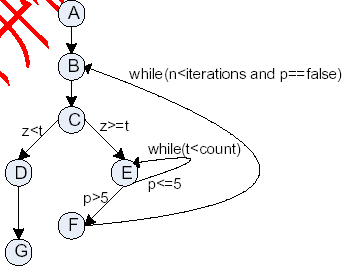 A
B
while(n<iterations and p==false)
C
z<t
z>=t
while(t<count)
D
E
p<=5
p>5
F
G